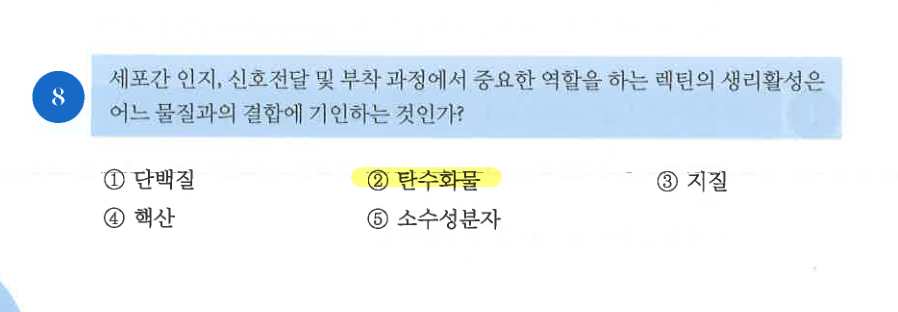 8
세포간 인지, 신호전달 및 부착 과정에서 중요한 역할을 하는 렉틴의 생리활성은
어느 물질과의 결합에 기인하는 것인가?
① 단백질 ② 탄수화물 ③ 지질
④ 핵산 ⑤ 소수성분자